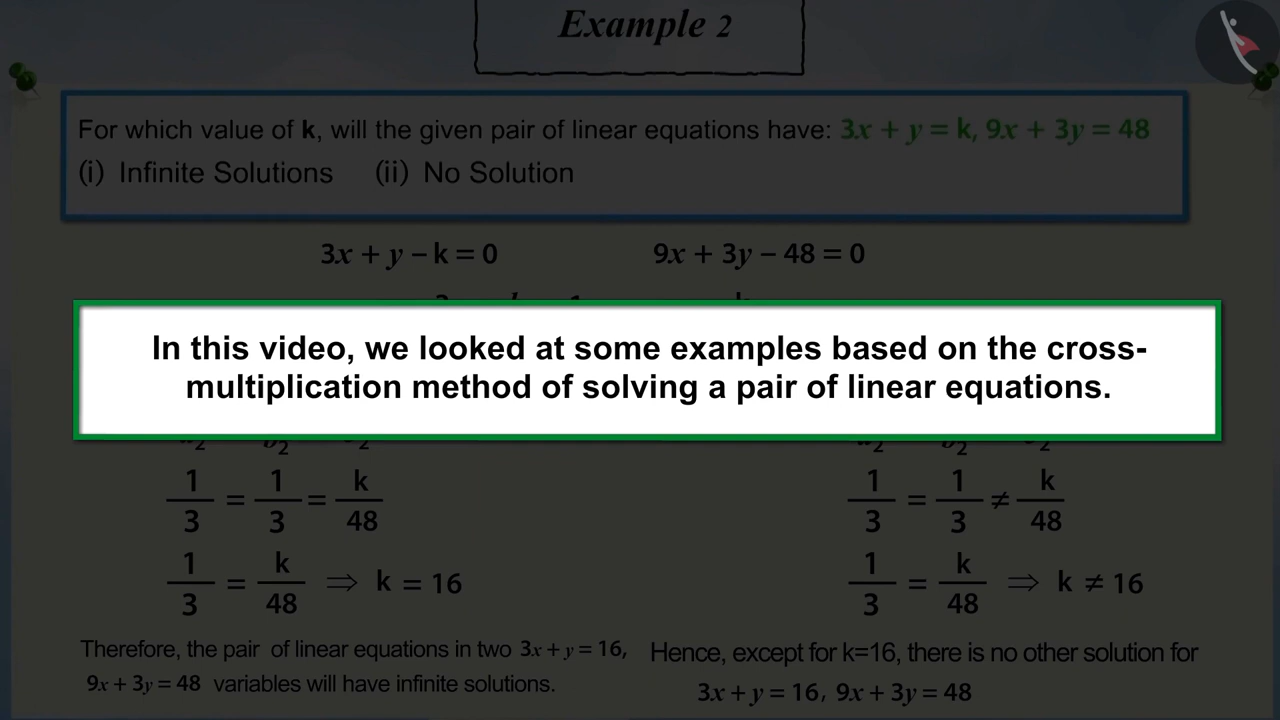 Example 2
For which value of k, will the given pair of linear equations have: 3x + y = k, 9x + 3y = 48
(i) Infinite Solutions (ii) No Solution
3x + y − k = 0 9x + 3y − 48 = 0
In this video, we looked at some examples based on the cross-
multiplication method of solving a pair of linear equations.
1/3 = 1/3 = k/48 1/3 = 1/3 ≠ k/48
1/3 = k/48 ⇒ k = 16 1/3 = k/48 ⇒ k ≠ 16
Therefore, the pair of linear equations in two 3x + y = 16,
9x + 3y = 48 variables will have infinite solutions.
Hence, except for k=16, there is no other solution for
3x + y = 16, 9x + 3y = 48